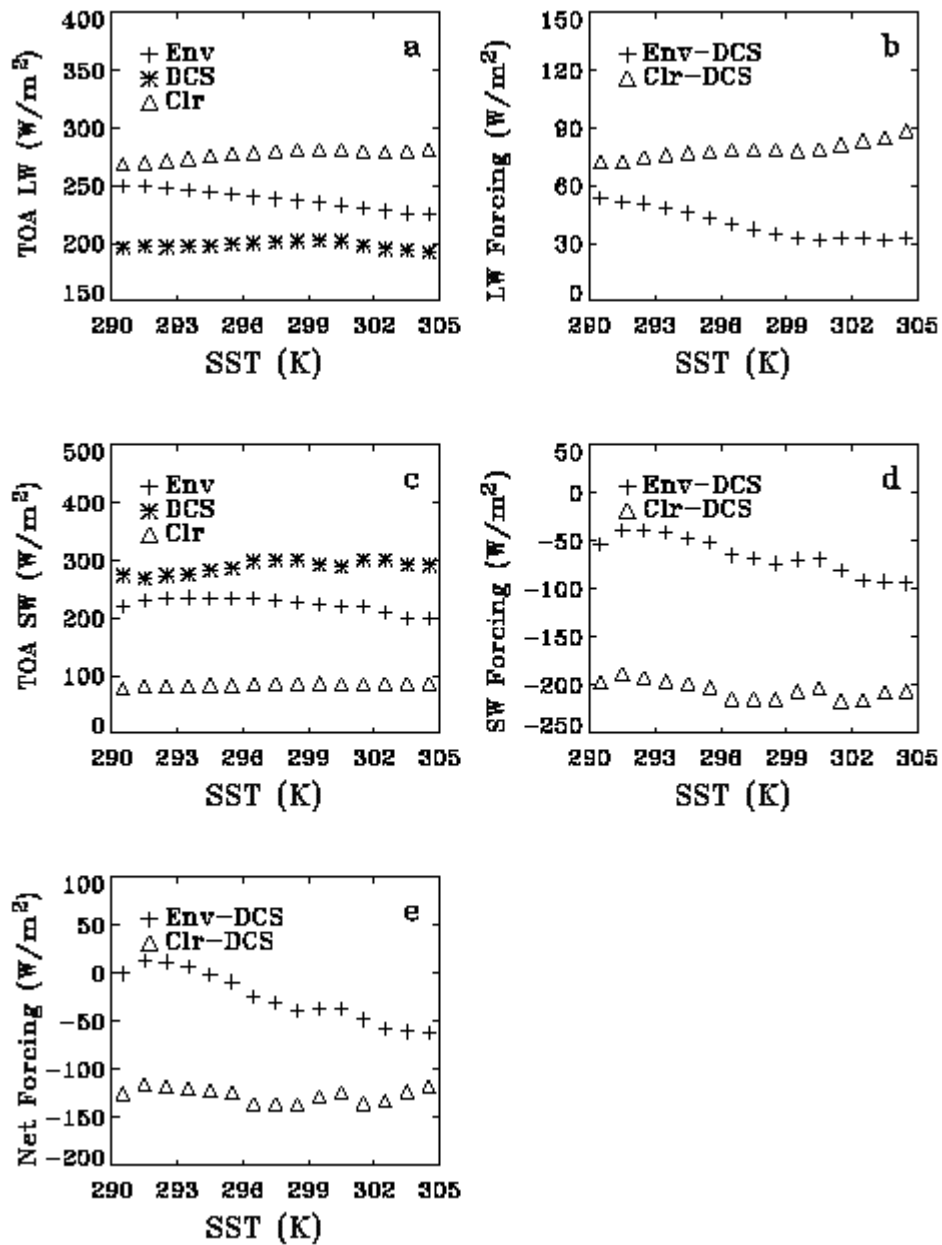 400
350
300
250
200
150
TOA LW (W/m²)
a
Env
DCS
Clr
290 293 296 299 302 305
SST (K)
150
120
90
60
30
0
LW Forcing (W/m²)
b
Env-DCS
Clr-DCS
290 293 296 299 302 305
SST (K)
500
400
300
200
100
0
TOA SW (W/m²)
c
Env
DCS
Clr
290 293 296 299 302 305
SST (K)
50
0
-50
-100
-150
-200
-250
SW Forcing (W/m²)
d
Env-DCS
Clr-DCS
290 293 296 299 302 305
SST (K)
100
50
0
-50
-100
-150
-200
Net Forcing (W/m²)
e
Env-DCS
Clr-DCS
290 293 296 299 302 305
SST (K)